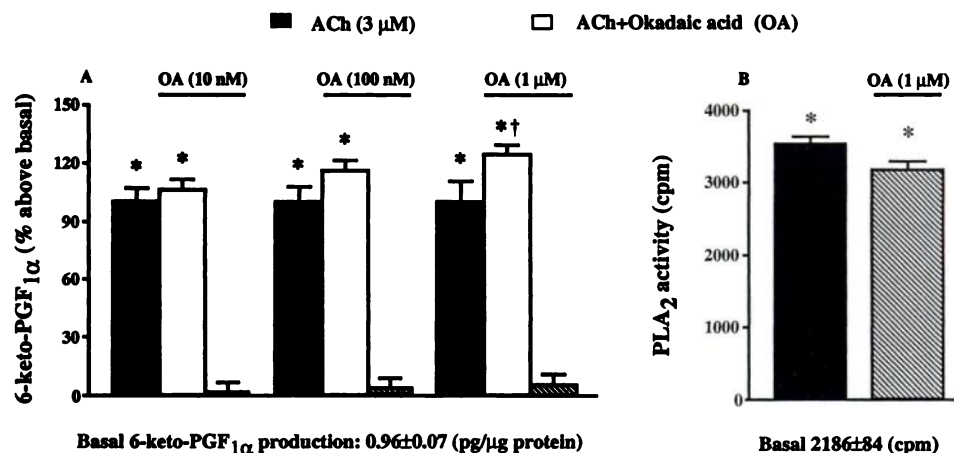 ACh (3 μM)
ACh+Okadaic acid (OA)
A
OA (10 nM)
OA (100 nM)
OA (1 μM)
6-keto-PGF1α (% above basal)
150
120
90
60
30
0
*
*
*
*
*
*†
Basal 6-keto-PGF1α production: 0.96±0.07 (pg/μg protein)
B
OA (1 μM)
PLA2 activity (cpm)
4000
3000
2000
1000
0
*
*
Basal 2186±84 (cpm)